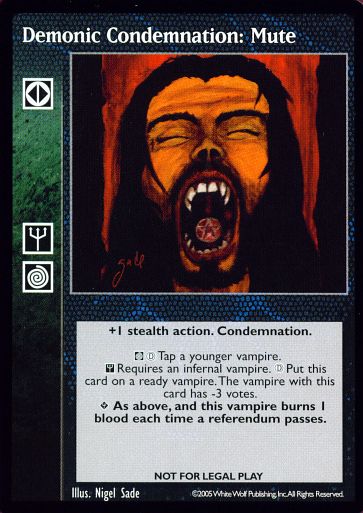 Demonic Condemnation: Mute
gade
+1 stealth action. Condemnation.
D Tap a younger vampire.
Requires an infernal vampire. D Put this
card on a ready vampire. The vampire with this
card has -3 votes.
As above, and this vampire burns 1
blood each time a referendum passes.
NOT FOR LEGAL PLAY
Illus. Nigel Sade
©2005 White Wolf Publishing, Inc. All Rights Reserved.